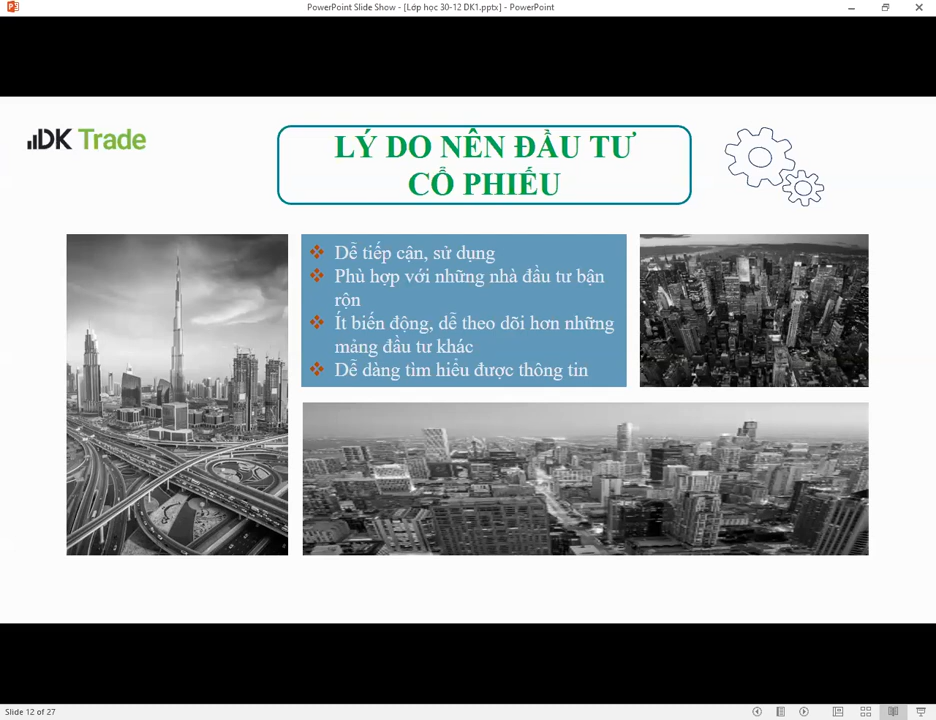 PowerPoint Slide Show - [Lớp học 30-12 DK1.pptx] - PowerPoint
DK Trade
LÝ DO NÊN ĐẦU TƯ
CỔ PHIẾU
Dễ tiếp cận, sử dụng
Phù hợp với những nhà đầu tư bận
rộn
Ít biến động, dễ theo dõi hơn những
mảng đầu tư khác
Dễ dàng tìm hiểu được thông tin
Slide 12 of 27